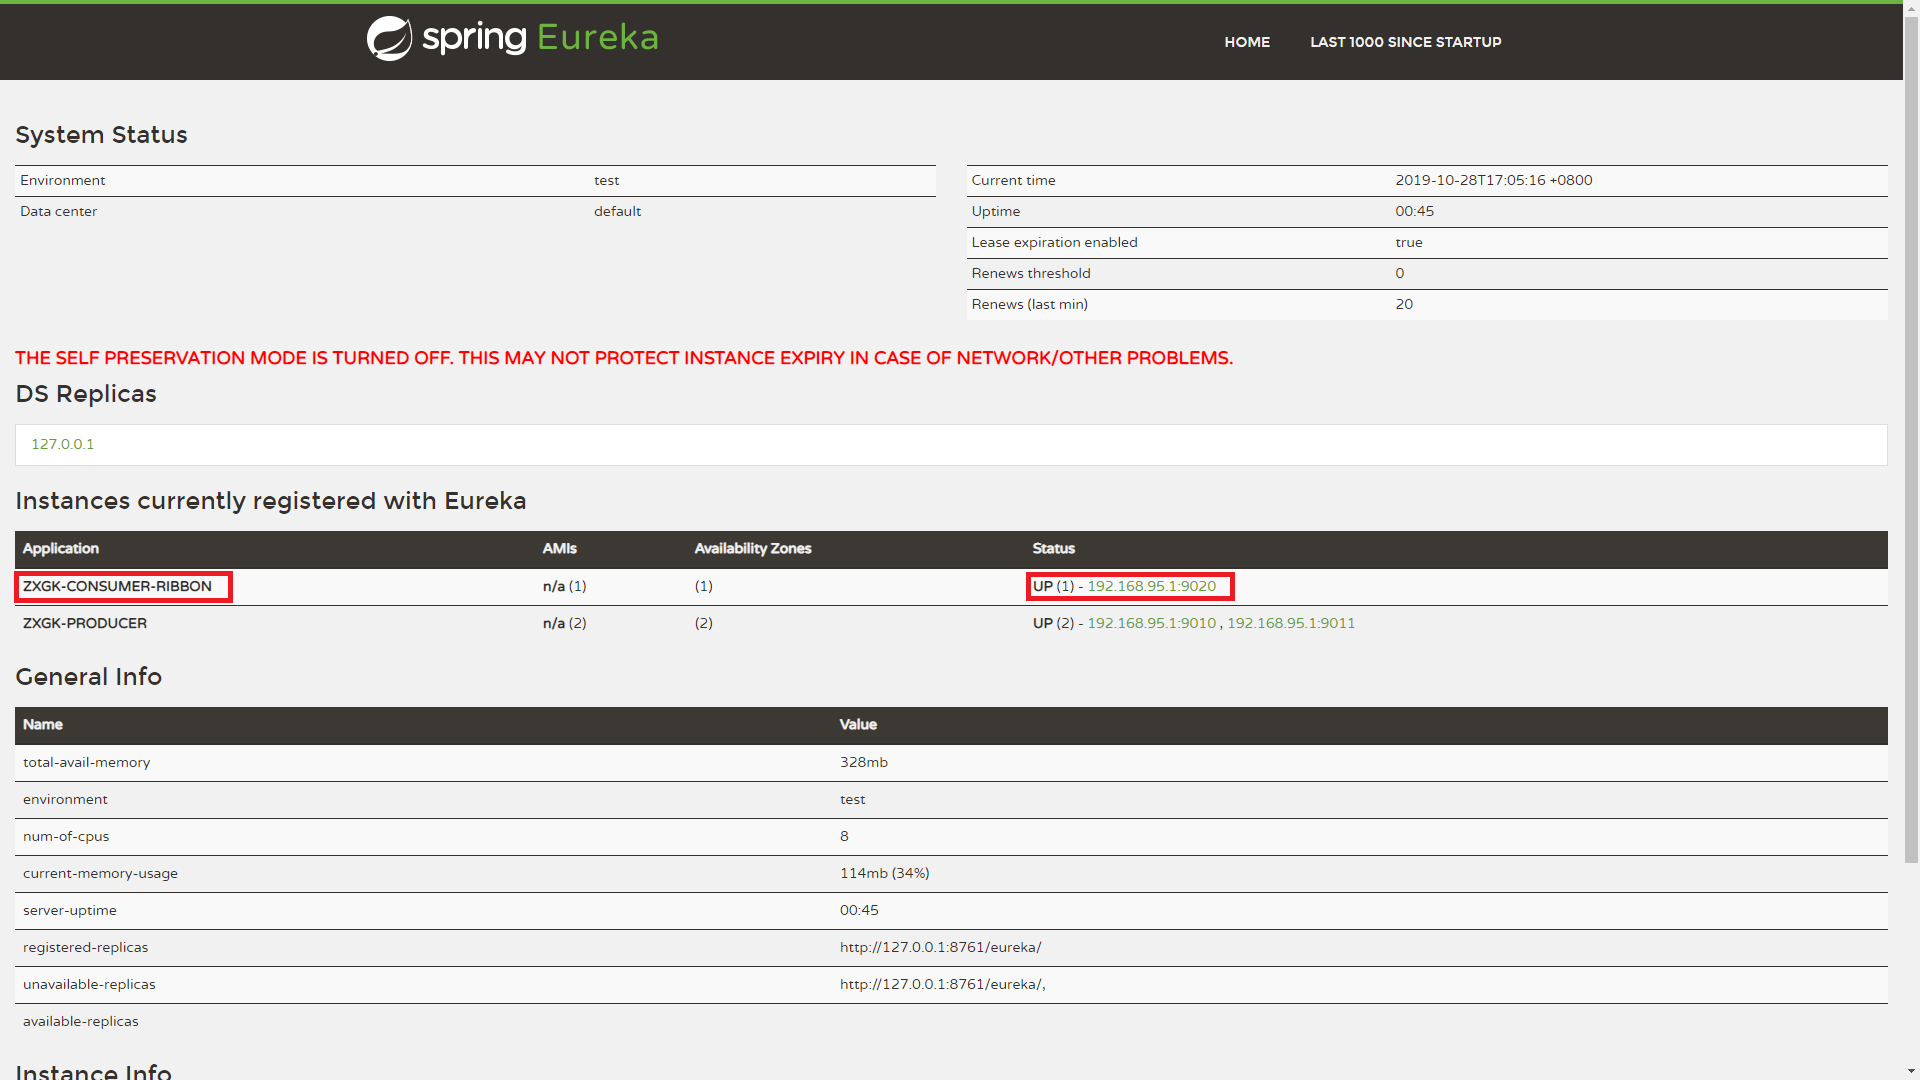 spring Eureka
HOME LAST 1000 SINCE STARTUP
System Status
Environment test
Data center default
Current time 2019-10-28T17:05:16 +0800
Uptime 00:45
Lease expiration enabled true
Renews threshold 0
Renews (last min) 20
THE SELF PRESERVATION MODE IS TURNED OFF. THIS MAY NOT PROTECT INSTANCE EXPIRY IN CASE OF NETWORK/OTHER PROBLEMS.
DS Replicas
127.0.0.1
Instances currently registered with Eureka
Application AMIs Availability Zones Status
ZXGK-CONSUMER-RIBBON n/a (1) (1) UP (1) - 192.168.95.1:9020
ZXGK-PRODUCER n/a (2) (2) UP (2) - 192.168.95.1:9010 , 192.168.95.1:9011
General Info
Name Value
total-avail-memory 328mb
environment test
num-of-cpus 8
current-memory-usage 114mb (34%)
server-uptime 00:45
registered-replicas http://127.0.0.1:8761/eureka/
unavailable-replicas http://127.0.0.1:8761/eureka/,
available-replicas
Instance Info